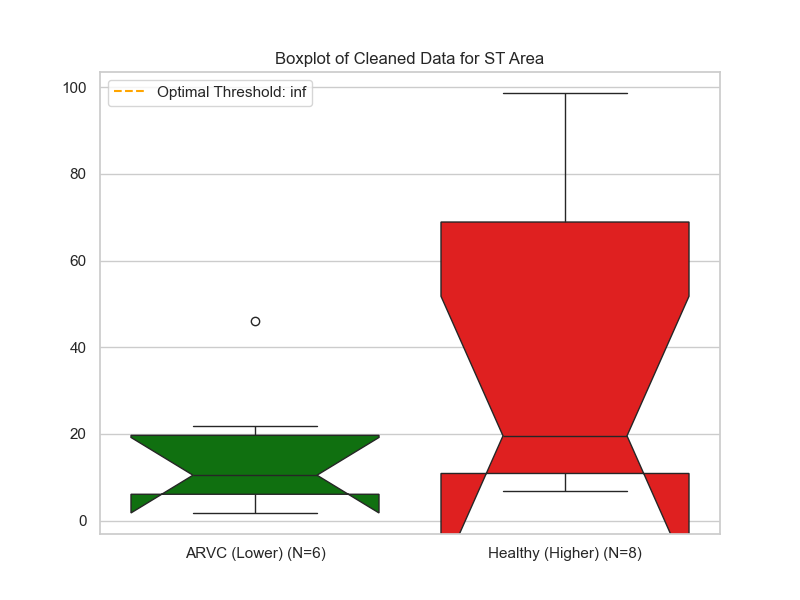 Boxplot of Cleaned Data for ST Area
Optimal Threshold: inf
100
80
60
40
20
0
ARVC (Lower) (N=6)
Healthy (Higher) (N=8)